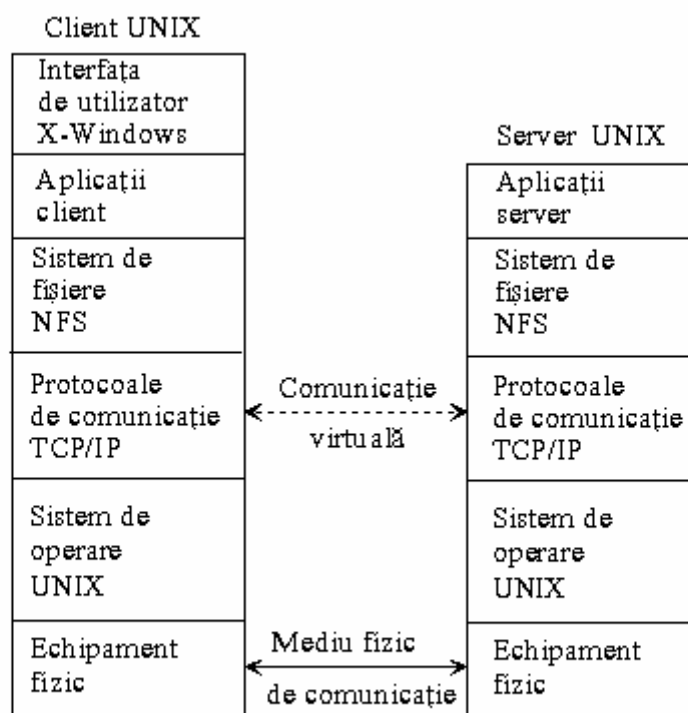 Client UNIX
Interfața
de utilizator
X-Windows
Aplicații
client
Sistem de
fișiere
NFS
Protocoale
de comunicație
TCP/IP
Sistem de
operare
UNIX
Echipament
fizic
Comunicație
virtuală
Mediu fizic
de comunicație
Server UNIX
Aplicații
server
Sistem de
fișiere
NFS
Protocoale
de comunicație
TCP/IP
Sistem de
operare
UNIX
Echipament
fizic